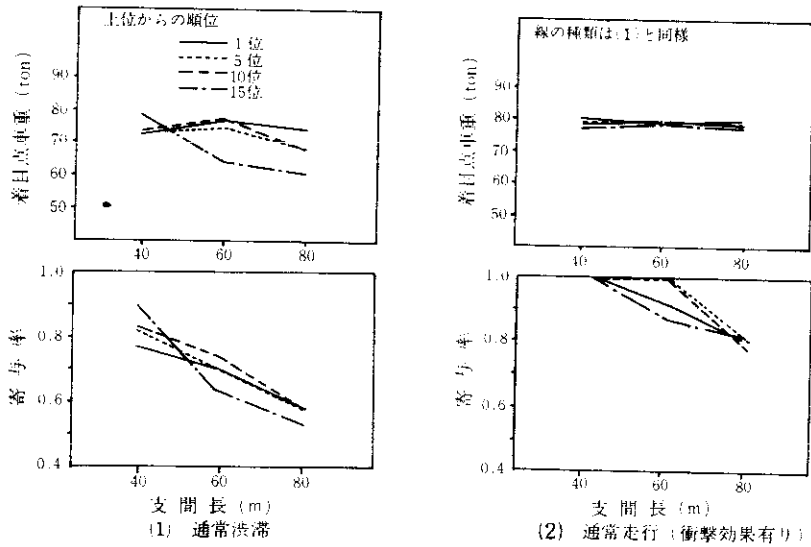 上位からの順位
1位
5位
10位
15位
着目点車重 (ton)
90
80
70
60
50
40
60
80
線の種類は(1)と同様
着目点車重 (ton)
90
80
70
60
50
40
60
80
寄与率
1.0
0.8
0.6
0.4
40
60
80
支間長 (m)
(1) 通常渋滞
寄与率
1.0
0.8
0.6
0.4
40
60
80
支間長 (m)
(2) 通常走行 (衝撃効果有り)